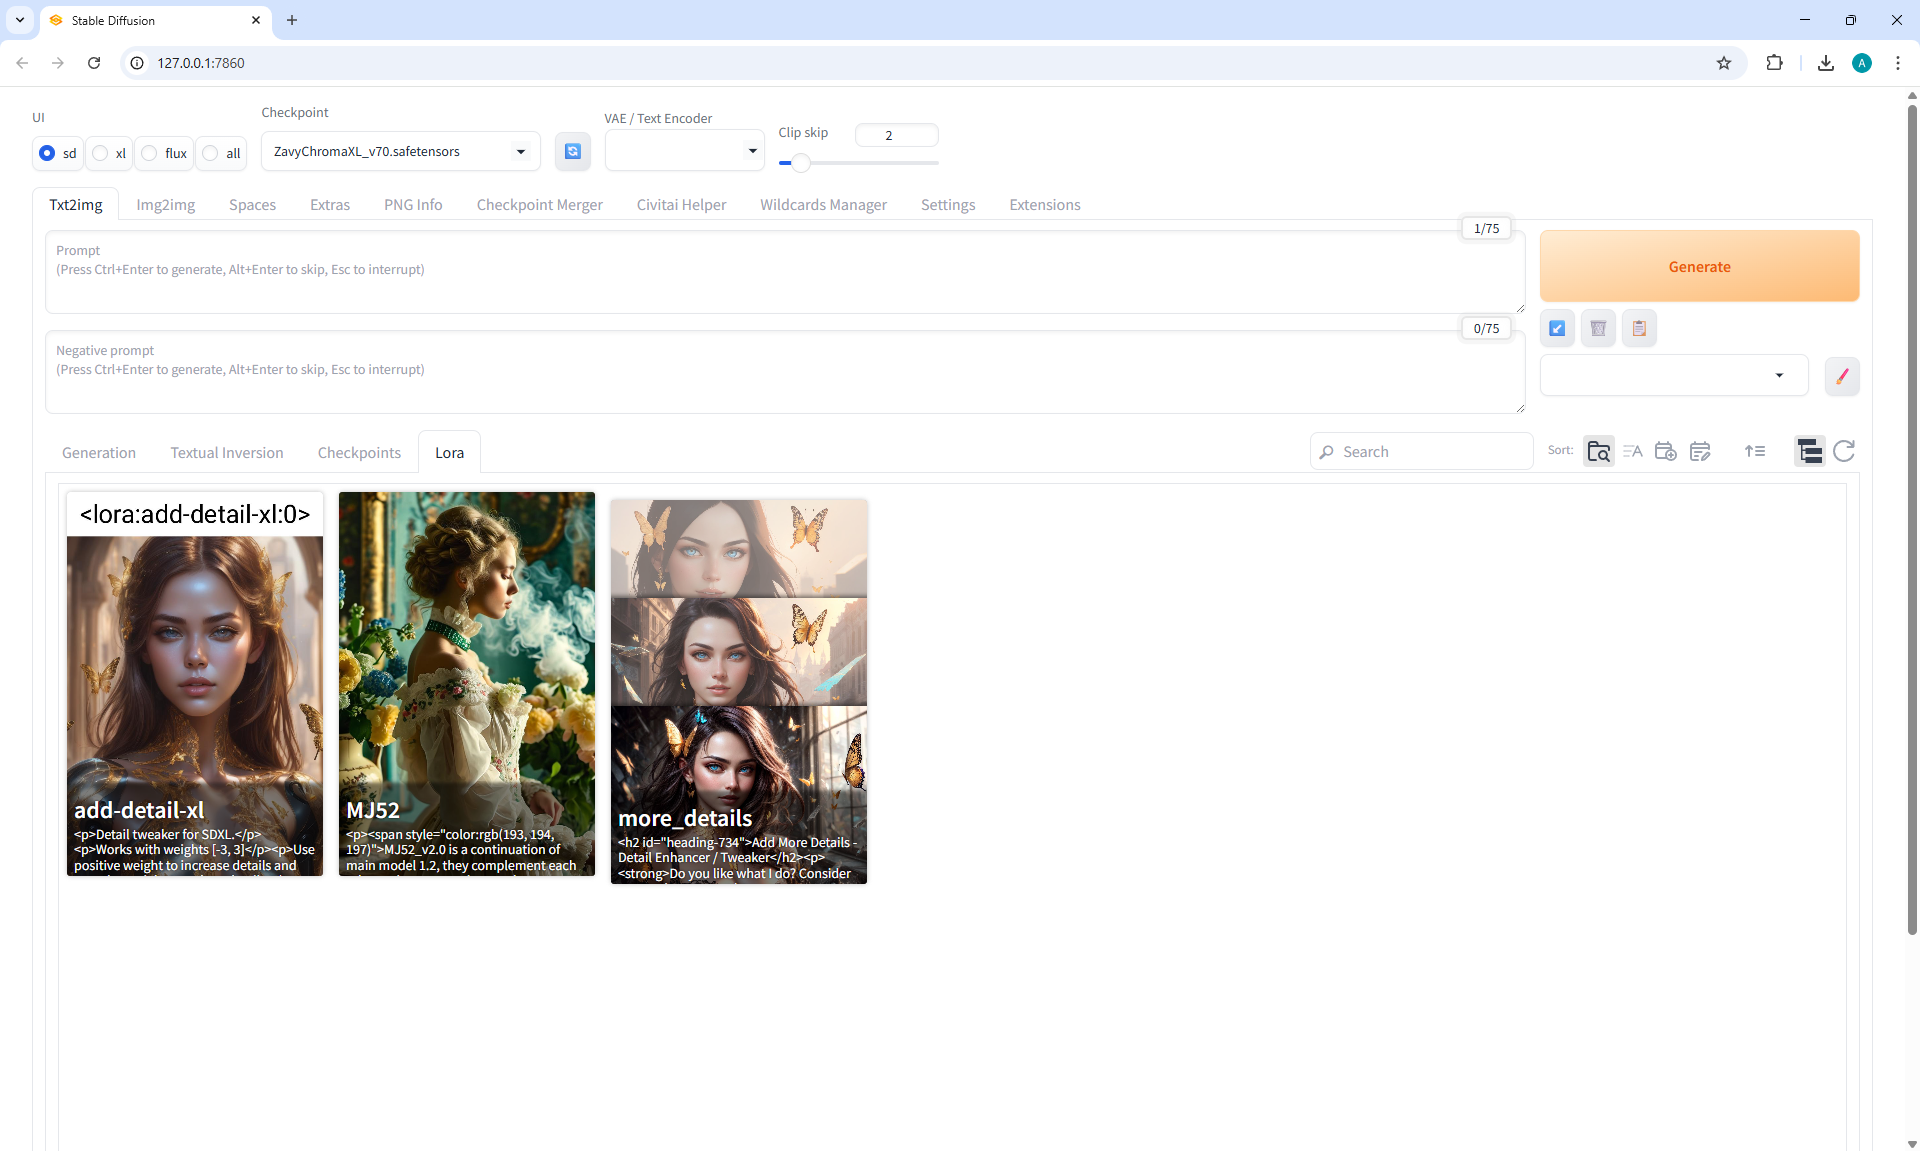 Stable Diffusion
127.0.0.1:7860
A
UI
sd
xl
flux
all
Checkpoint
ZavyChromaXL_v70.safetensors
VAE / Text Encoder
Clip skip
2
Txt2img
Img2img
Spaces
Extras
PNG Info
Checkpoint Merger
Civitai Helper
Wildcards Manager
Settings
Extensions
1/75
Prompt
(Press Ctrl+Enter to generate, Alt+Enter to skip, Esc to interrupt)
Generate
0/75
Negative prompt
(Press Ctrl+Enter to generate, Alt+Enter to skip, Esc to interrupt)
Generation
Textual Inversion
Checkpoints
Lora
Search
Sort:
<lora:add-detail-xl:0>
add-detail-xl
<p>Detail tweaker for SDXL.</p>
<p>Works with weights [-3, 3]</p><p>Use
positive weight to increase details and
MJ52
<p><span style="color:rgb(193, 194,
197)">MJ52_v2.0 is a continuation of
main model 1.2, they complement each
more_details
<h2 id="heading-734">Add More Details -
Detail Enhancer / Tweaker</h2><p>
<strong>Do you like what I do? Consider